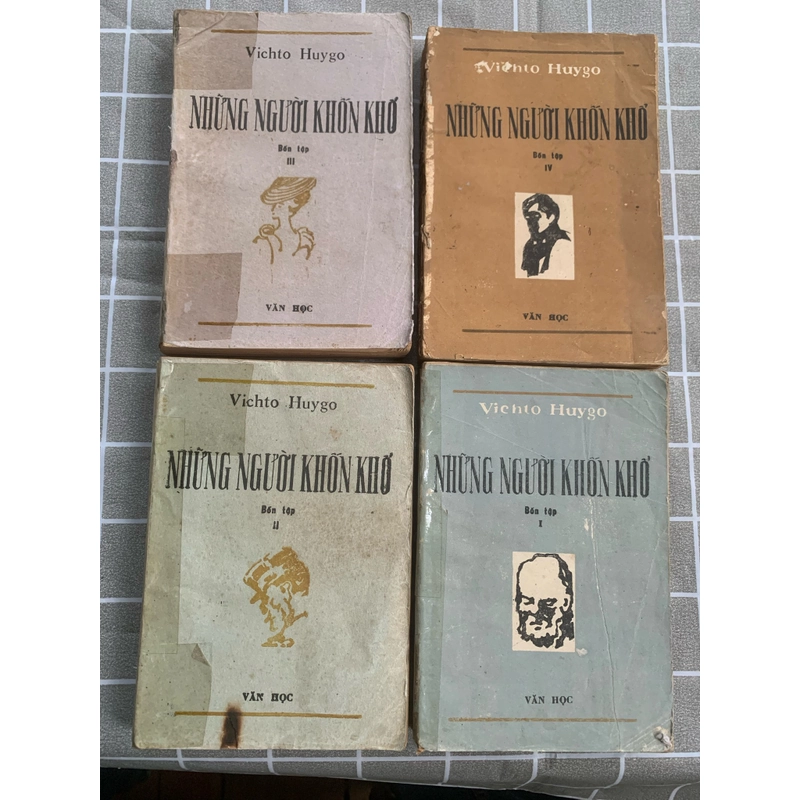 Vichto Huygo
NHỮNG NGƯỜI KHỐN KHỔ
Bốn tập
III
VĂN HỌC
Vichto Huygo
NHỮNG NGƯỜI KHỐN KHỔ
Bốn tập
IV
VĂN HỌC
Vichto Huygo
NHỮNG NGƯỜI KHỐN KHỔ
Bốn tập
II
VĂN HỌC
Vichto Huygo
NHỮNG NGƯỜI KHỐN KHỔ
Bốn tập
I
VĂN HỌC